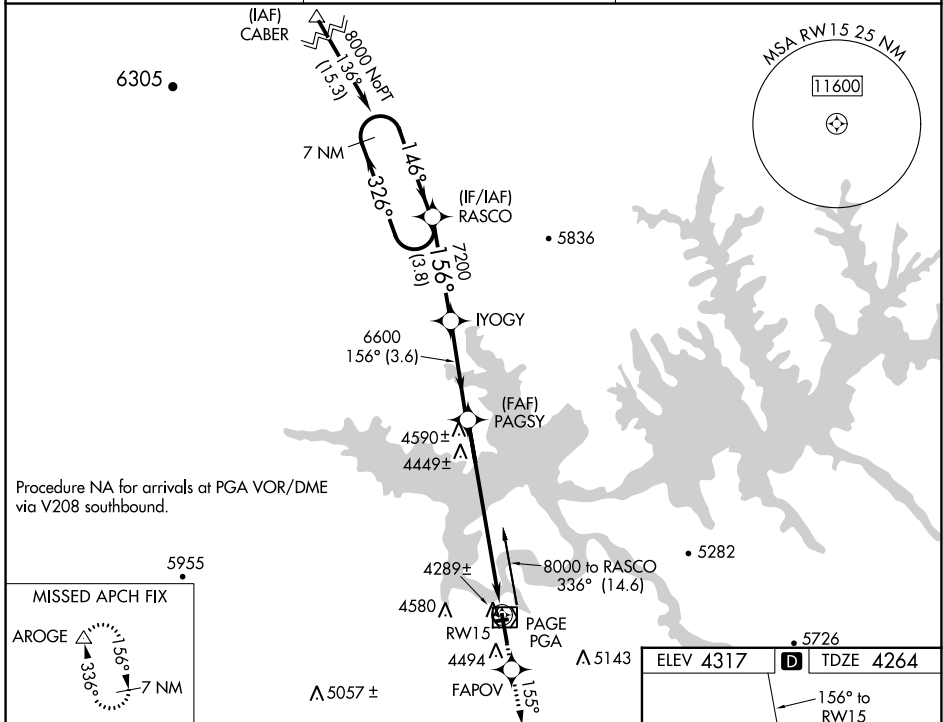 (IAF)
CABER
8000 NoPT
136°
(15.3)
6305
MSA RW15 25 NM
11600
7 NM
146°
326°
(IF/IAF)
RASCO
5836
7200
156°
(3.8)
IYOGY
6600
156° (3.6)
(FAF)
PAGSY
4590±
4449±
Procedure NA for arrivals at PGA VOR/DME
via V208 southbound.
5282
5955
4289±
8000 to RASCO
336° (14.6)
MISSED APCH FIX
AROGE
156°
336°
7 NM
4580
RW15
PAGE
PGA
4494
5143
5726
FAPOV
155°
5057 ±
ELEV 4317
D
TDZE 4264
156° to
RW15